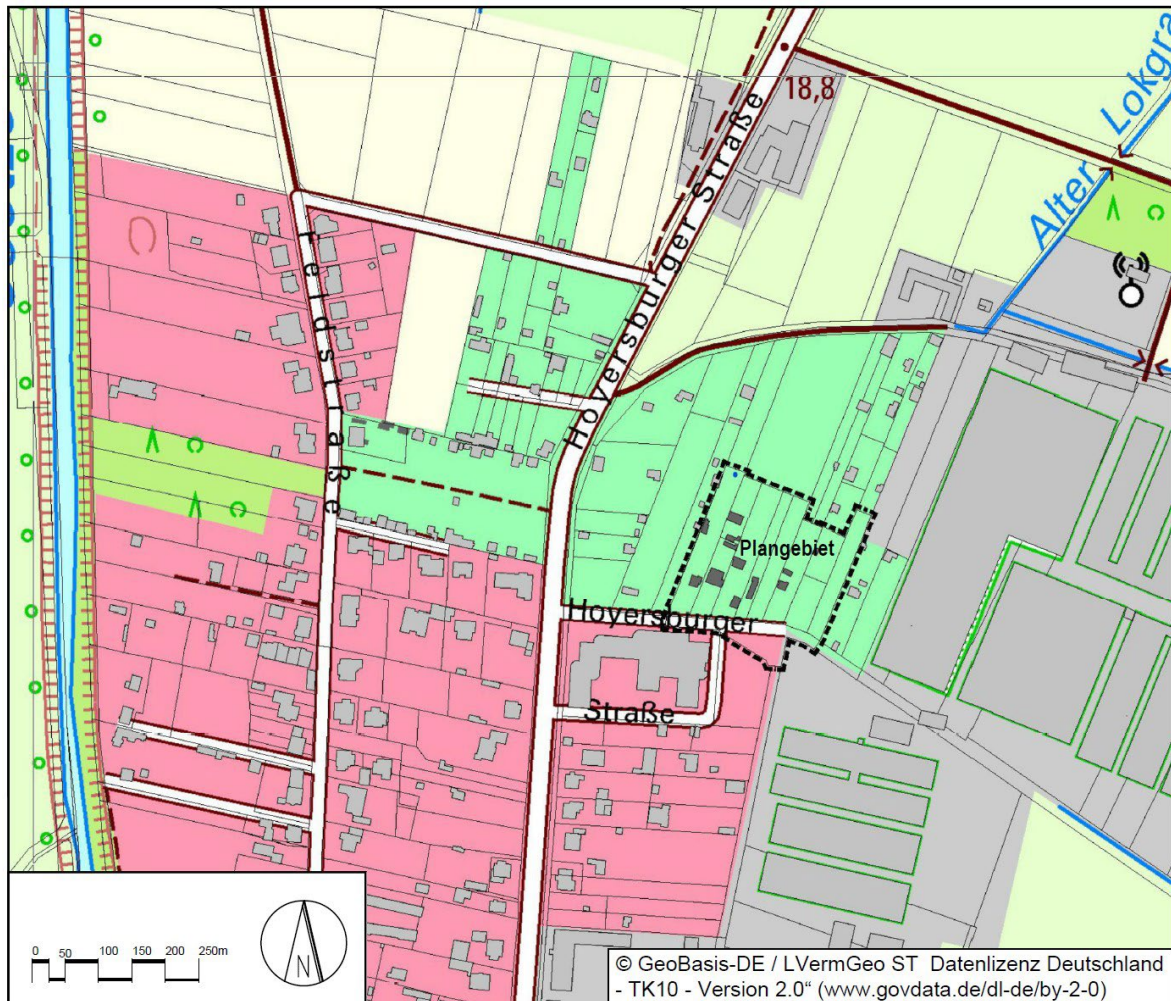 18,8
Alter Lokgra
Hoyersburger Straße
Feldstraße
Plangebiet
Hoyersburger
Straße
0 50 100 150 200 250m
N
© GeoBasis-DE / LVermGeo ST Datenlizenz Deutschland
- TK10 - Version 2.0“ (www.govdata.de/dl-de/by-2-0)